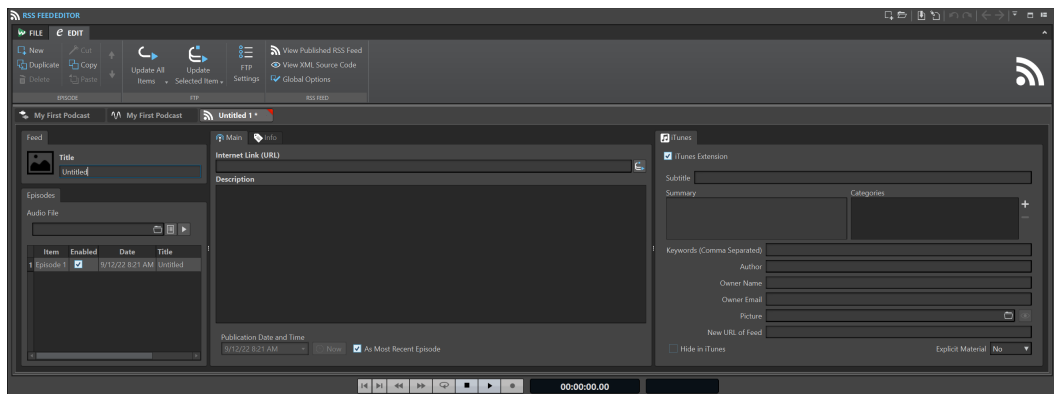 RSS FEEDEDITOR
FILE EDIT
New Cut
Duplicate Copy
Delete Paste
EPISODE
Update All Items
Update Selected Item
FTP Settings
FTP
View Published RSS Feed
View XML Source Code
Global Options
RSS FEED
My First Podcast My First Podcast Untitled 1 *
Feed
Title
Untitled
Episodes
Audio File
Item Enabled Date Title
1 Episode 1 9/12/22 8:21 AM Untitled
Main Info
Internet Link (URL)
Description
Publication Date and Time
9/12/22 8:21 AM Now As Most Recent Episode
iTunes
iTunes Extension
Subtitle
Summary Categories
Keywords (Comma Separated)
Author
Owner Name
Owner Email
Picture
New URL of Feed
Hide in iTunes Explicit Material No
00:00:00.00